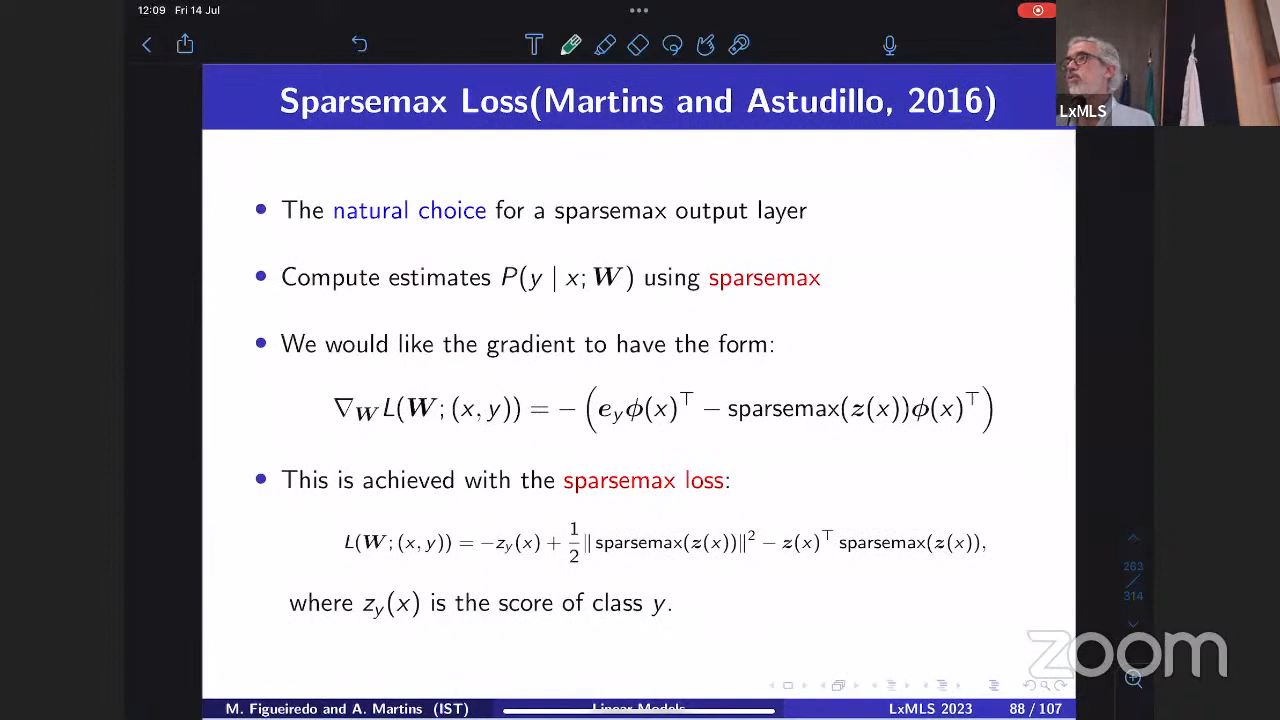 12:09 Fri 14 Jul
Sparsemax Loss(Martins and Astudillo, 2016)
LxMLS
• The natural choice for a sparsemax output layer
• Compute estimates P(y | x; W) using sparsemax
• We would like the gradient to have the form:
∇_W L(W; (x, y)) = − (e_y ϕ(x)^⊤ − sparsemax(z(x))ϕ(x)^⊤)
• This is achieved with the sparsemax loss:
L(W; (x, y)) = −z_y(x) + 1/2 ‖ sparsemax(z(x))‖^2 − z(x)^⊤ sparsemax(z(x)),
where z_y(x) is the score of class y.
263
/
314
zoom
M. Figueiredo and A. Martins (IST) Linear Models LxMLS 2023 88 / 107